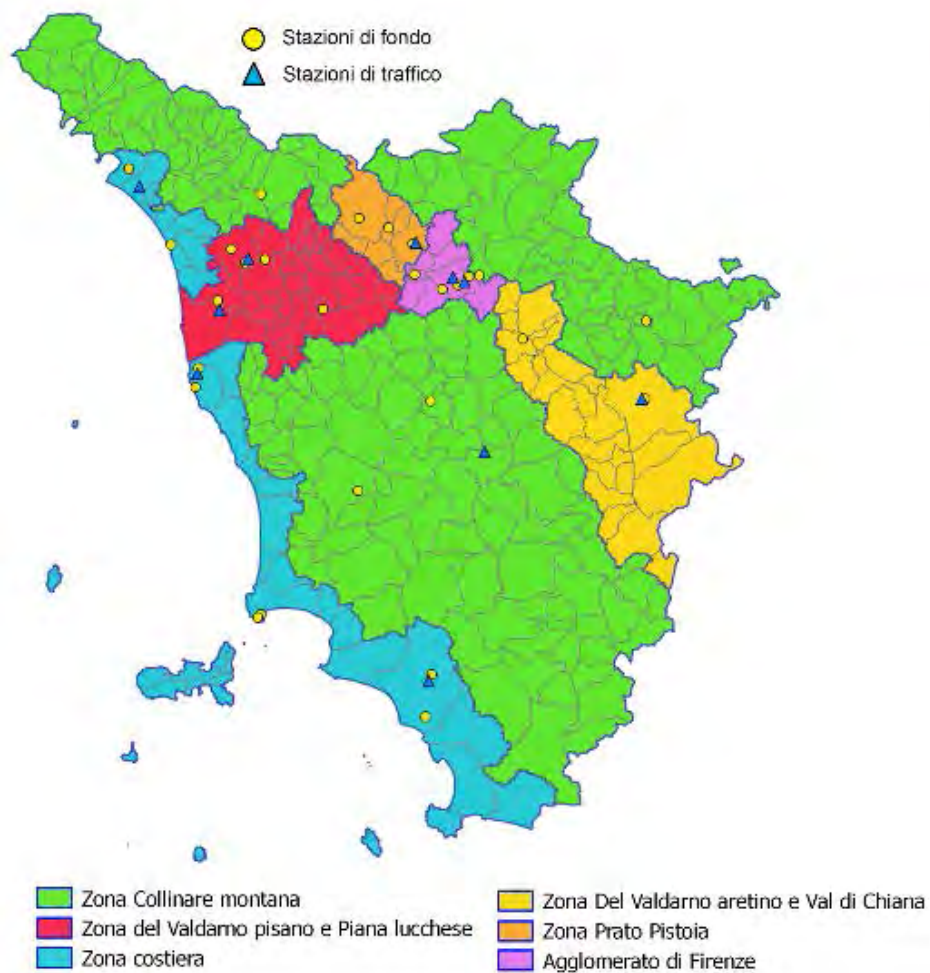 Stazioni di fondo
Stazioni di traffico
Zona Collinare montana
Zona del Valdarno pisano e Piana lucchese
Zona costiera
Zona Del Valdarno aretino e Val di Chiana
Zona Prato Pistoia
Agglomerato di Firenze